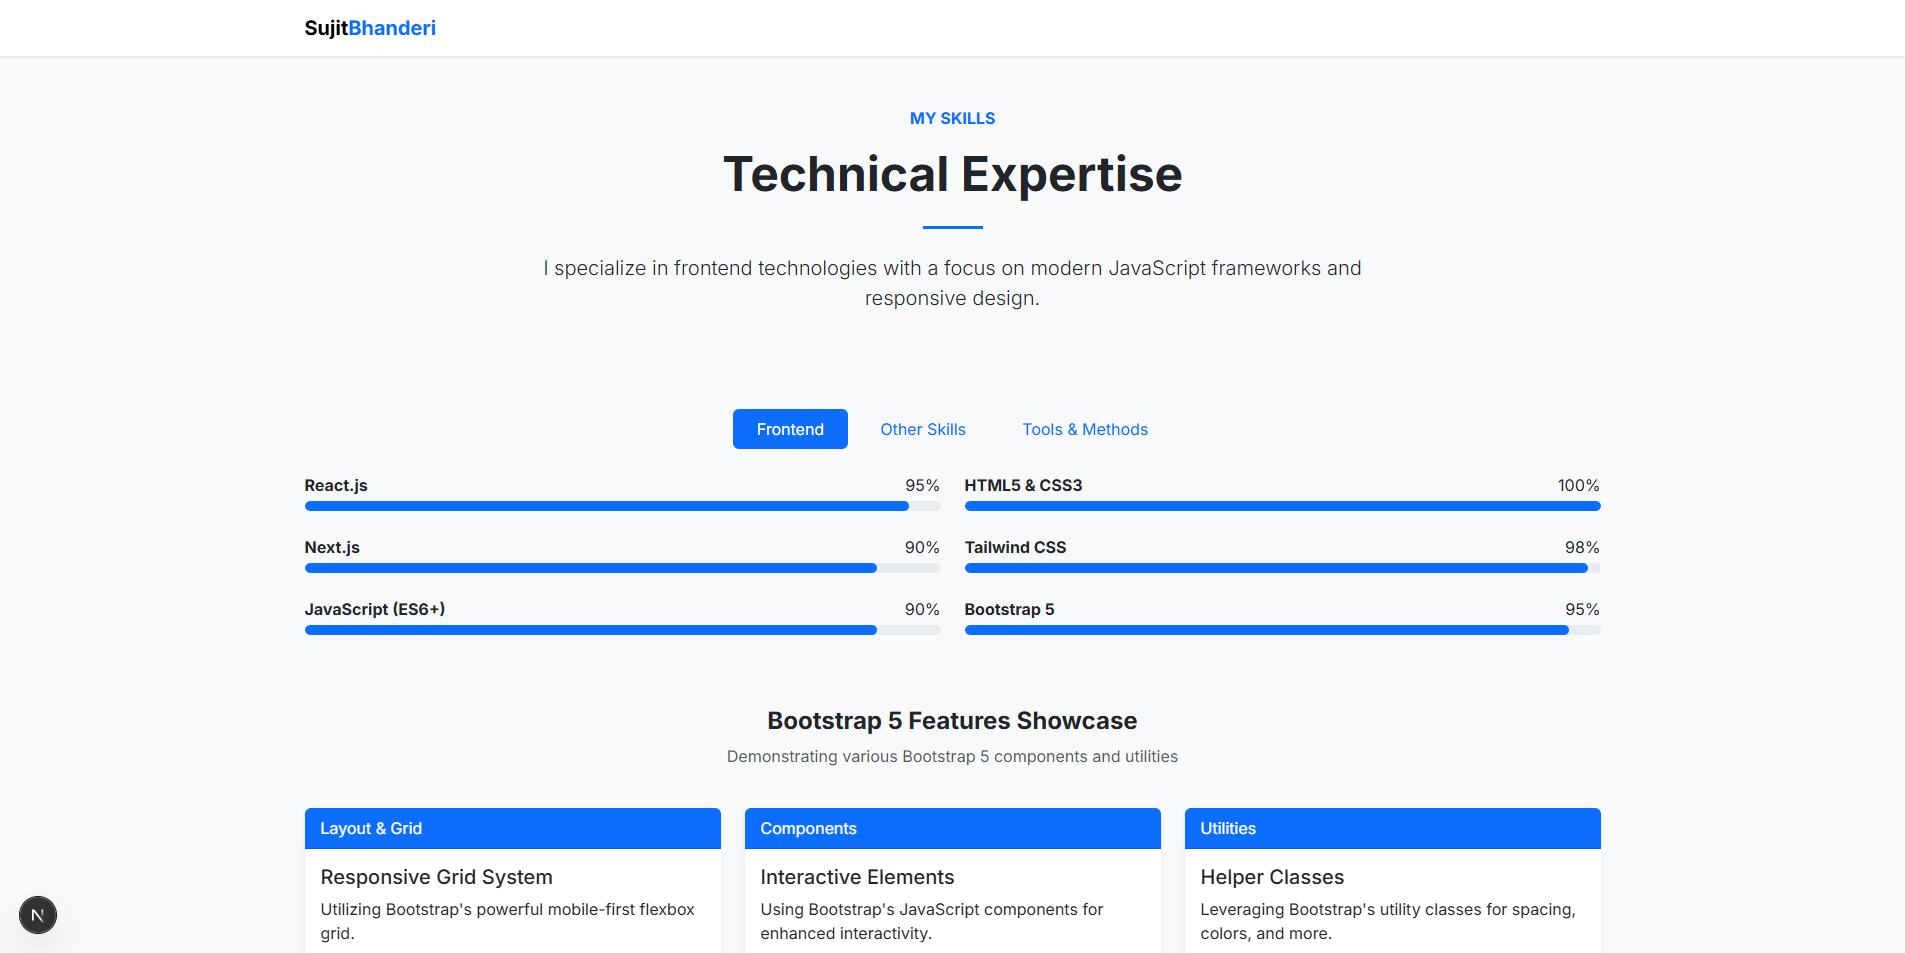 SujitBhanderi
MY SKILLS
Technical Expertise
I specialize in frontend technologies with a focus on modern JavaScript frameworks and
responsive design.
Frontend
Other Skills
Tools & Methods
React.js 95%
HTML5 & CSS3 100%
Next.js 90%
Tailwind CSS 98%
JavaScript (ES6+) 90%
Bootstrap 5 95%
Bootstrap 5 Features Showcase
Demonstrating various Bootstrap 5 components and utilities
Layout & Grid
Responsive Grid System
Utilizing Bootstrap's powerful mobile-first flexbox
grid.
Components
Interactive Elements
Using Bootstrap's JavaScript components for
enhanced interactivity.
Utilities
Helper Classes
Leveraging Bootstrap's utility classes for spacing,
colors, and more.
N